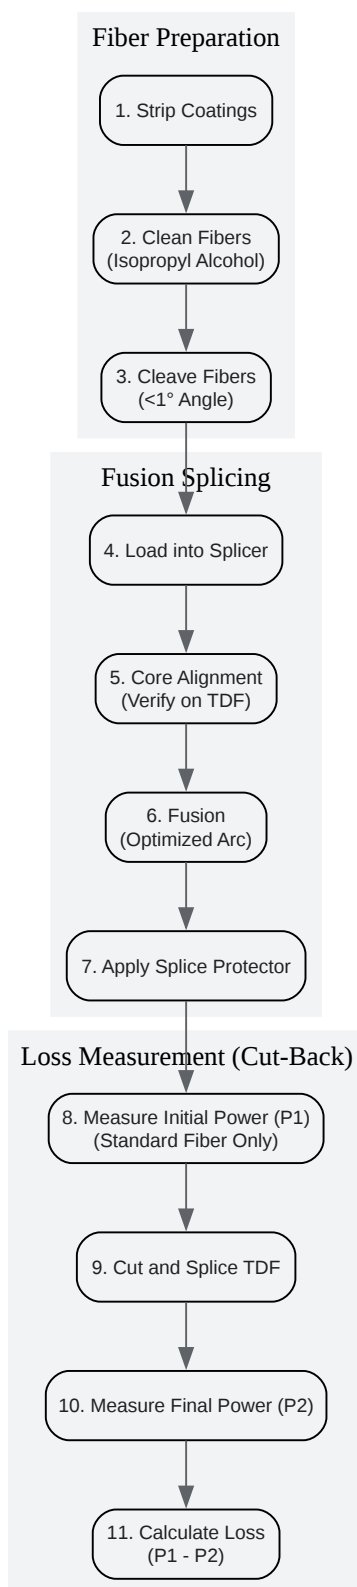 Fiber Preparation
1. Strip Coatings
2. Clean Fibers
(Isopropyl Alcohol)
3. Cleave Fibers
(<1° Angle)
Fusion Splicing
4. Load into Splicer
5. Core Alignment
(Verify on TDF)
6. Fusion
(Optimized Arc)
7. Apply Splice Protector
Loss Measurement (Cut-Back)
8. Measure Initial Power (P1)
(Standard Fiber Only)
9. Cut and Splice TDF
10. Measure Final Power (P2)
11. Calculate Loss
(P1 - P2)